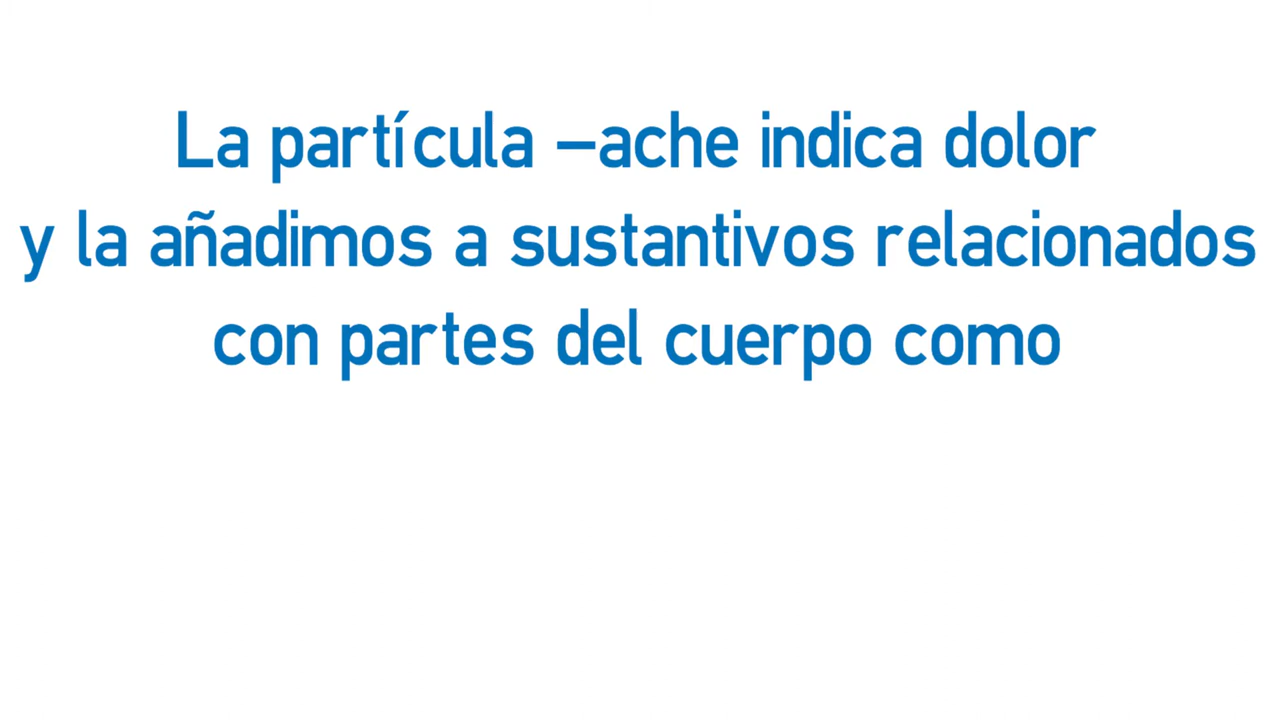 La partícula –ache indica dolor
y la añadimos a sustantivos relacionados
con partes del cuerpo como